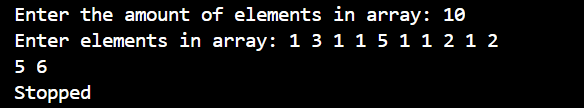 Enter the amount of elements in array: 10
Enter elements in array: 1 3 1 1 5 1 1 2 1 2
5 6
Stopped